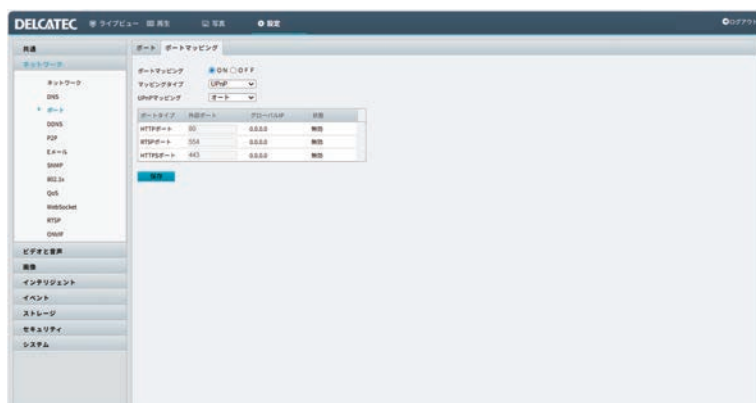 DELCATEC ライブビュー 再生 写真 設定 ログアウト
共通
ネットワーク
ネットワーク
DNS
ポート
DDNS
P2P
Eメール
SNMP
802.1x
QoS
WebSocket
RTSP
ONVIF
ビデオと音声
画像
インテリジェント
イベント
ストレージ
セキュリティ
システム
ポート ポートマッピング
ポートマッピング ON OFF
マッピングタイプ UPnP
UPnPマッピング オート
ポートタイプ 外部ポート グローバルIP 状態
HTTPポート 80 0.0.0.0 無効
RTSPポート 554 0.0.0.0 無効
HTTPSポート 443 0.0.0.0 無効
保存